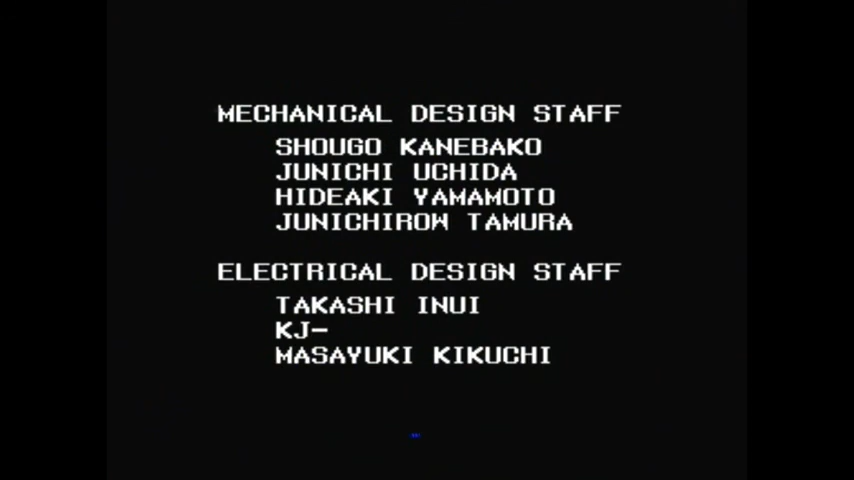 MECHANICAL DESIGN STAFF
SHOUGO KANEBAKO
JUNICHI UCHIDA
HIDEAKI YAMAMOTO
JUNICHIROW TAMURA
ELECTRICAL DESIGN STAFF
TAKASHI INUI
KJ-
MASAYUKI KIKUCHI